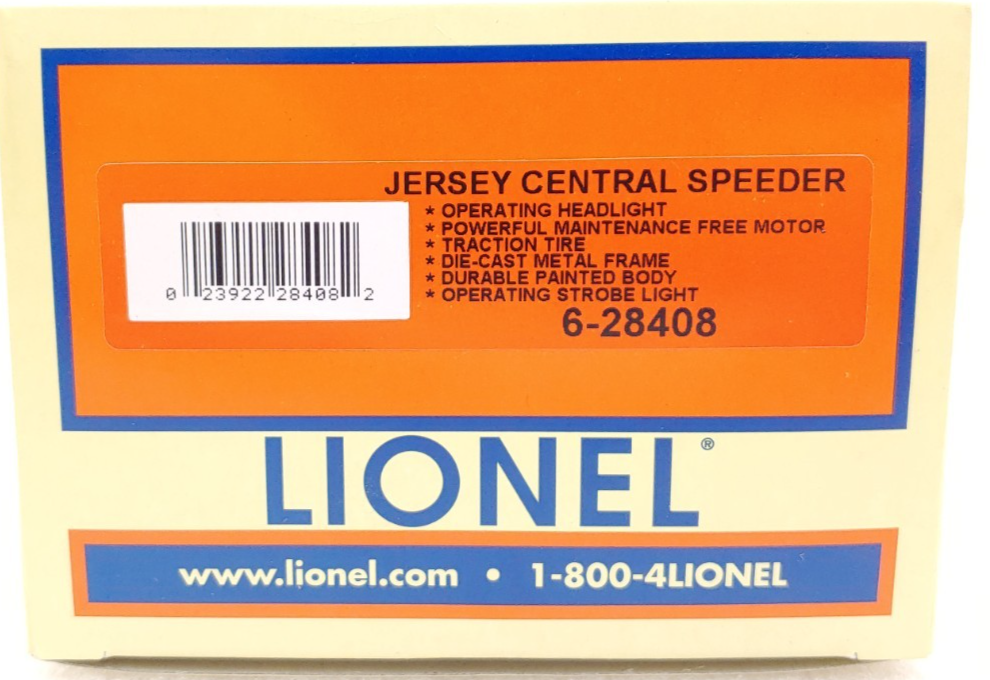 JERSEY CENTRAL SPEEDER
* OPERATING HEADLIGHT
* POWERFUL MAINTENANCE FREE MOTOR
* TRACTION TIRE
* DIE-CAST METAL FRAME
* DURABLE PAINTED BODY
* OPERATING STROBE LIGHT
6-28408
0 23922 28408 2
LIONEL®
www.lionel.com • 1-800-4LIONEL